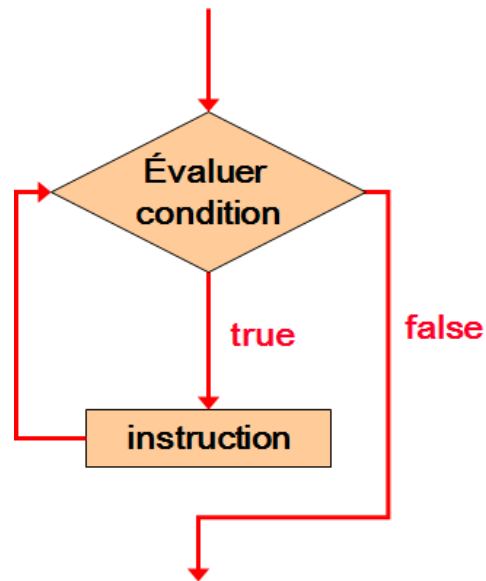 Évaluer
condition
true
false
instruction